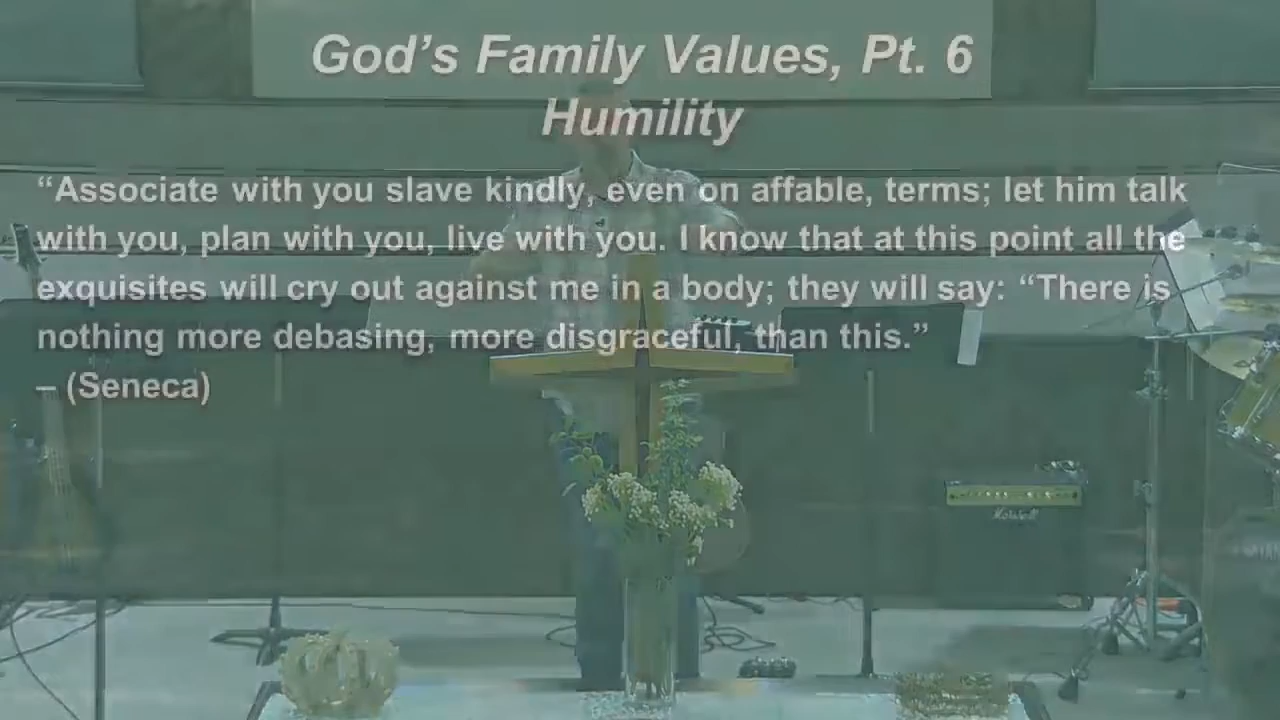 God’s Family Values, Pt. 6
Humility
“Associate with you slave kindly, even on affable, terms; let him talk
with you, plan with you, live with you. I know that at this point all the
exquisites will cry out against me in a body; they will say: “There is
nothing more debasing, more disgraceful, than this.”
– (Seneca)
Marshall